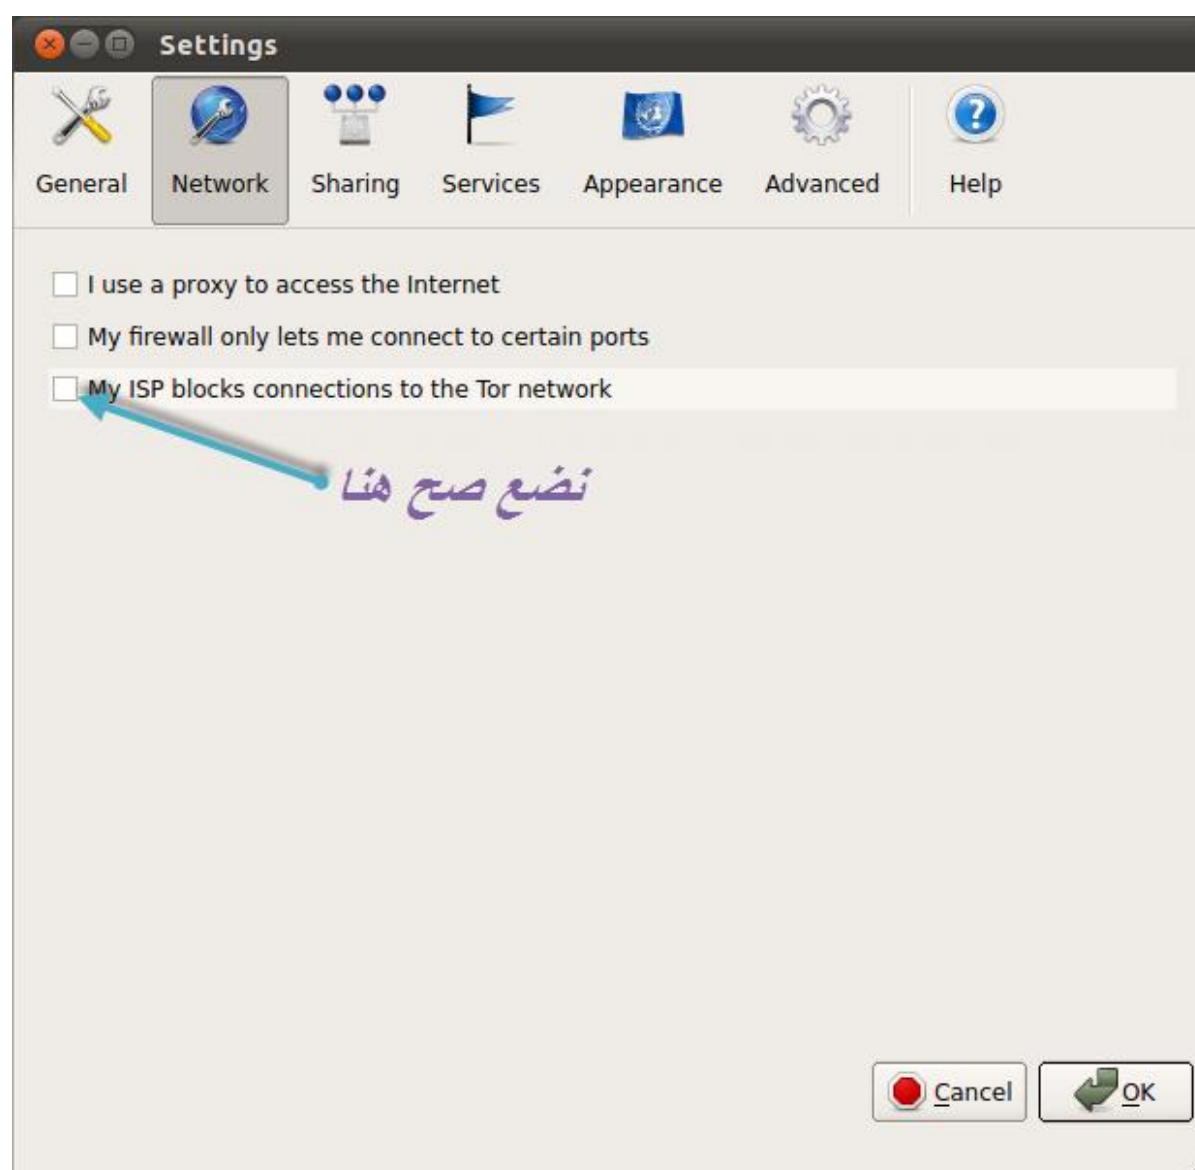 Settings
General Network Sharing Services Appearance Advanced Help
I use a proxy to access the Internet
My firewall only lets me connect to certain ports
My ISP blocks connections to the Tor network
نضع صح هنا
Cancel OK